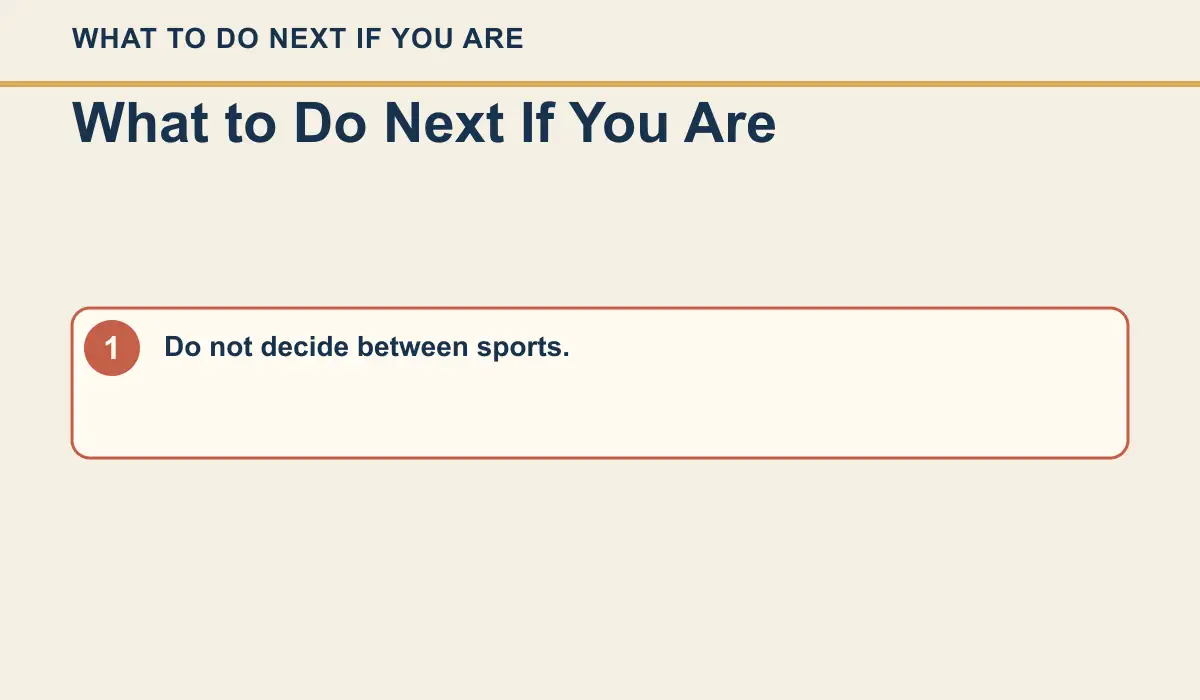 WHAT TO DO NEXT IF YOU ARE
What to Do Next If You Are
1
Do not decide between sports.